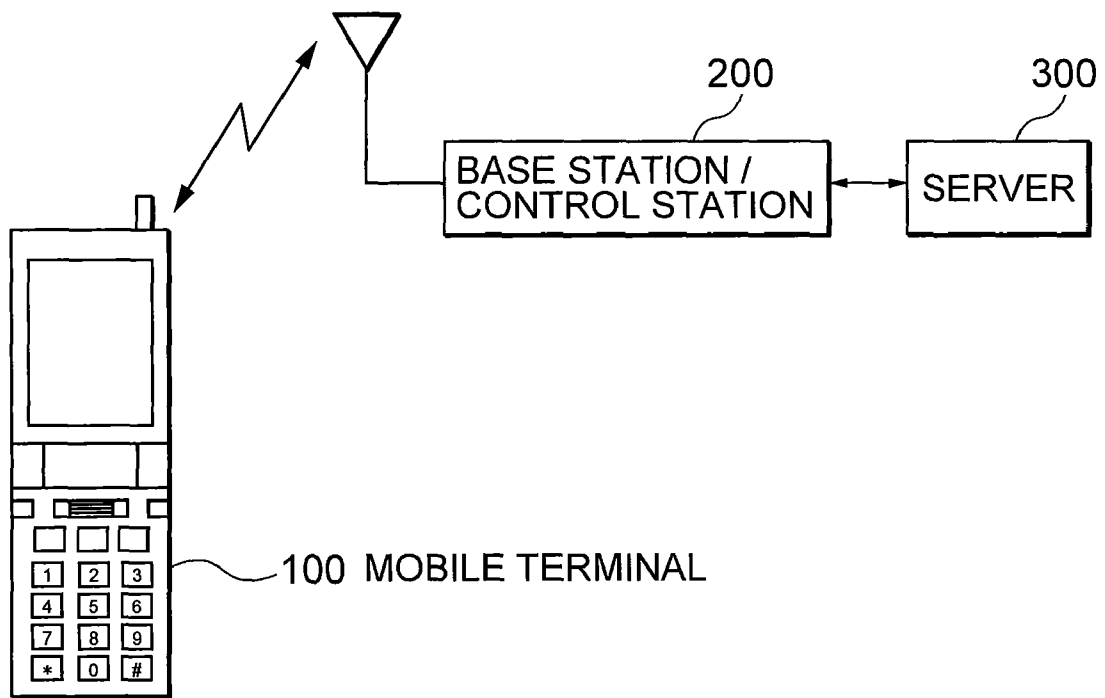 200
300
BASE STATION /
CONTROL STATION
SERVER
100 MOBILE TERMINAL
1 2 3
4 5 6
7 8 9
* 0 #